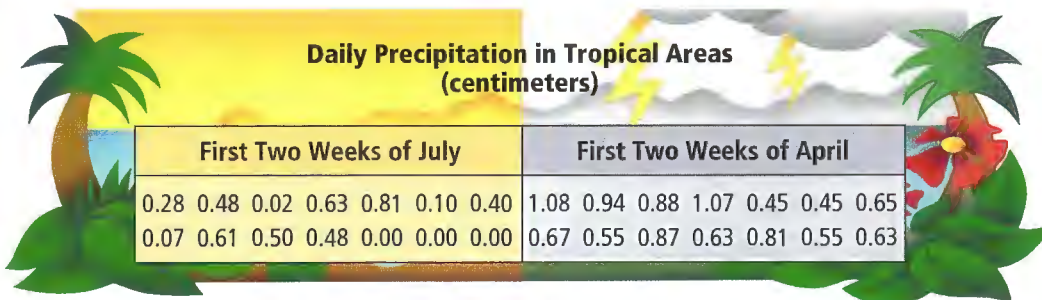 Daily Precipitation in Tropical Areas
(centimeters)
First Two Weeks of July
First Two Weeks of April
0.28 0.48 0.02 0.63 0.81 0.10 0.40
0.07 0.61 0.50 0.48 0.00 0.00 0.00
1.08 0.94 0.88 1.07 0.45 0.45 0.65
0.67 0.55 0.87 0.63 0.81 0.55 0.63